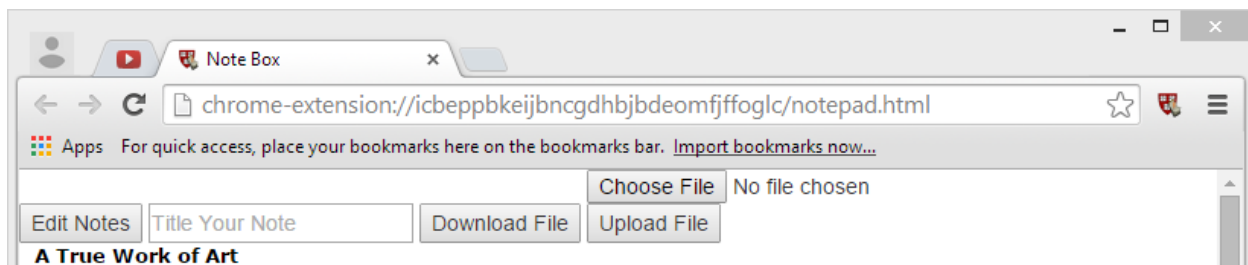 Note Box
chrome-extension://icbeppbkeijbncgdhbjbdeomfjffoglc/notepad.html
Apps For quick access, place your bookmarks here on the bookmarks bar. Import bookmarks now...
Choose File No file chosen
Edit Notes Title Your Note Download File Upload File
A True Work of Art